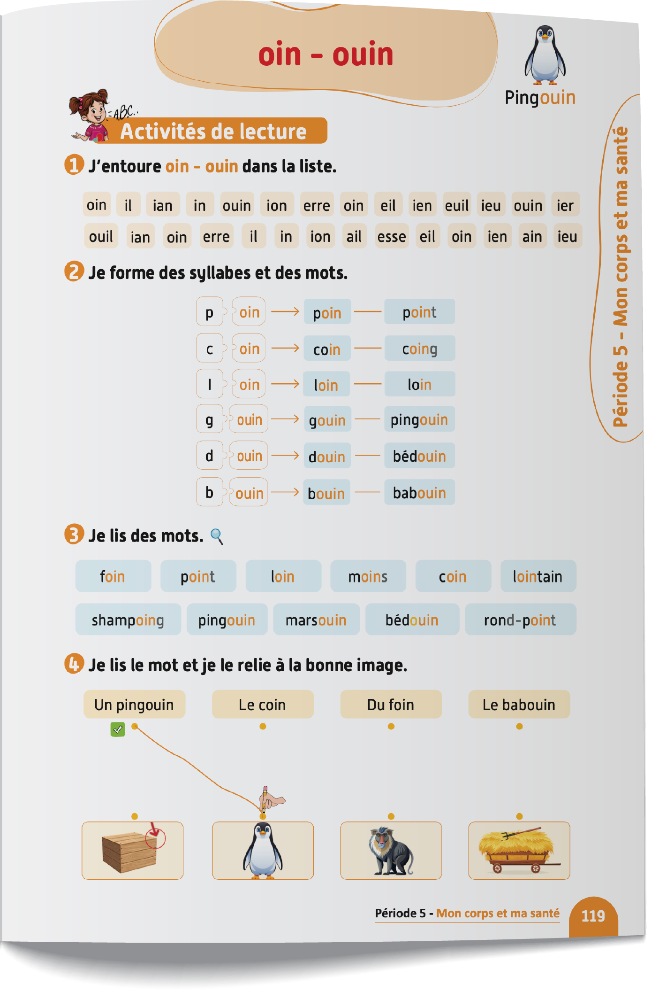 oin - ouin
Pingouin
ABC..
Activités de lecture
1 J'entoure oin - ouin dans la liste.
oin il ian in ouin ion erre oin eil ien euil ieu ouin ier
ouil ian oin erre il in ion ail esse eil oin ien ain ieu
2 Je forme des syllabes et des mots.
p oin poin point
c oin coin coing
l oin loin loin
g ouin gouin pingouin
d ouin douin bédouin
b ouin bouin babouin
3 Je lis des mots.
foin point loin moins coin lointain
shampoing pingouin marsouin bédouin rond-point
4 Je lis le mot et je le relie à la bonne image.
Un pingouin Le coin Du foin Le babouin
Période 5 - Mon corps et ma santé
119
Période 5 - Mon corps et ma santé